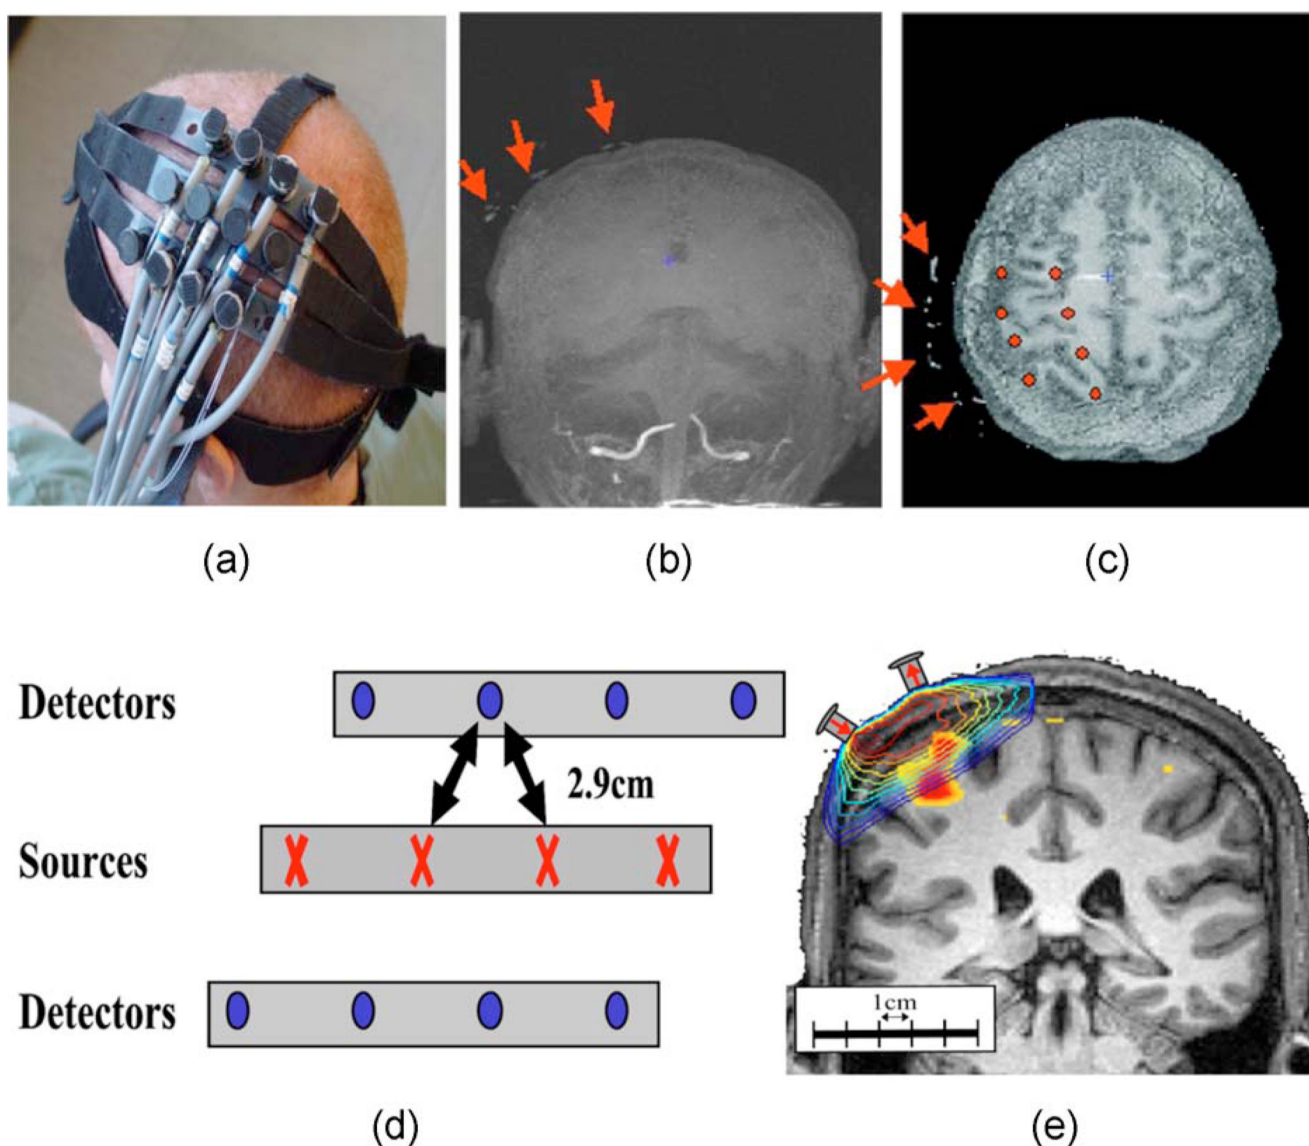 (a)
(b)
(c)
Detectors
2.9cm
Sources
Detectors
1cm
(d)
(e)